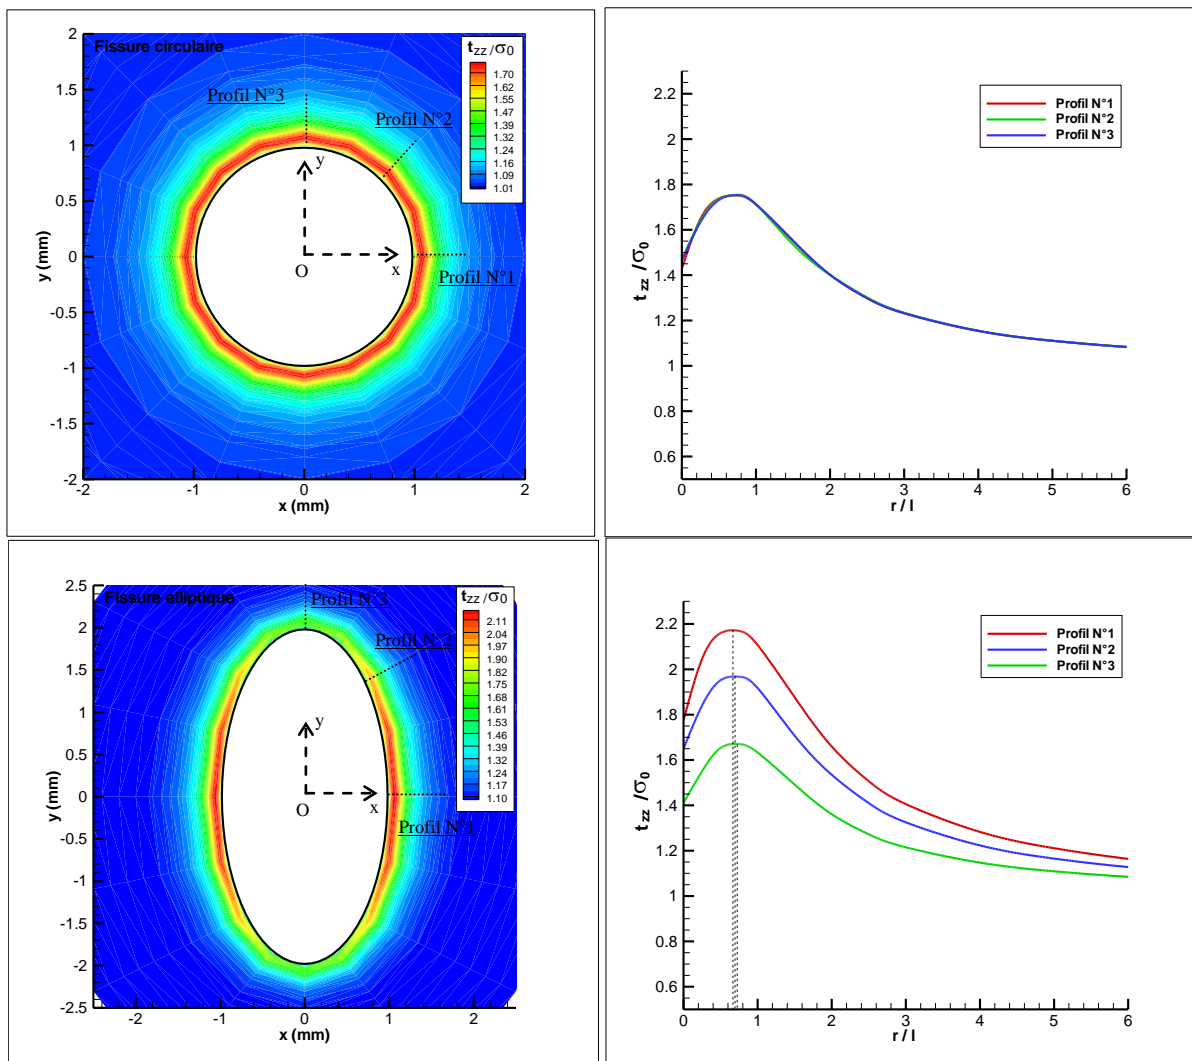 Fissure circulaire
t zz /σ0
1.70
1.62
1.55
1.47
1.39
1.32
1.24
1.16
1.09
1.01
Profil N°3
Profil N°2
Profil N°1
y
x
O
2
1.5
1
0.5
0
-0.5
-1
-1.5
-2
y (mm)
-2 -1 0 1 2
x (mm)
Profil N°1
Profil N°2
Profil N°3
2.2
2
1.8
1.6
1.4
1.2
1
0.8
0.6
t zz /σ0
0 1 2 3 4 5 6
r / l
Fissure elliptique
t zz /σ0
2.11
2.04
1.97
1.90
1.82
1.75
1.68
1.61
1.53
1.46
1.39
1.32
1.24
1.17
1.10
Profil N°3
Profil N°2
Profil N°1
y
x
O
2.5
2
1.5
1
0.5
0
-0.5
-1
-1.5
-2
-2.5
y (mm)
-2 -1 0 1 2
x (mm)
Profil N°1
Profil N°2
Profil N°3
2.2
2
1.8
1.6
1.4
1.2
1
0.8
0.6
t zz /σ0
0 1 2 3 4 5 6
r / l